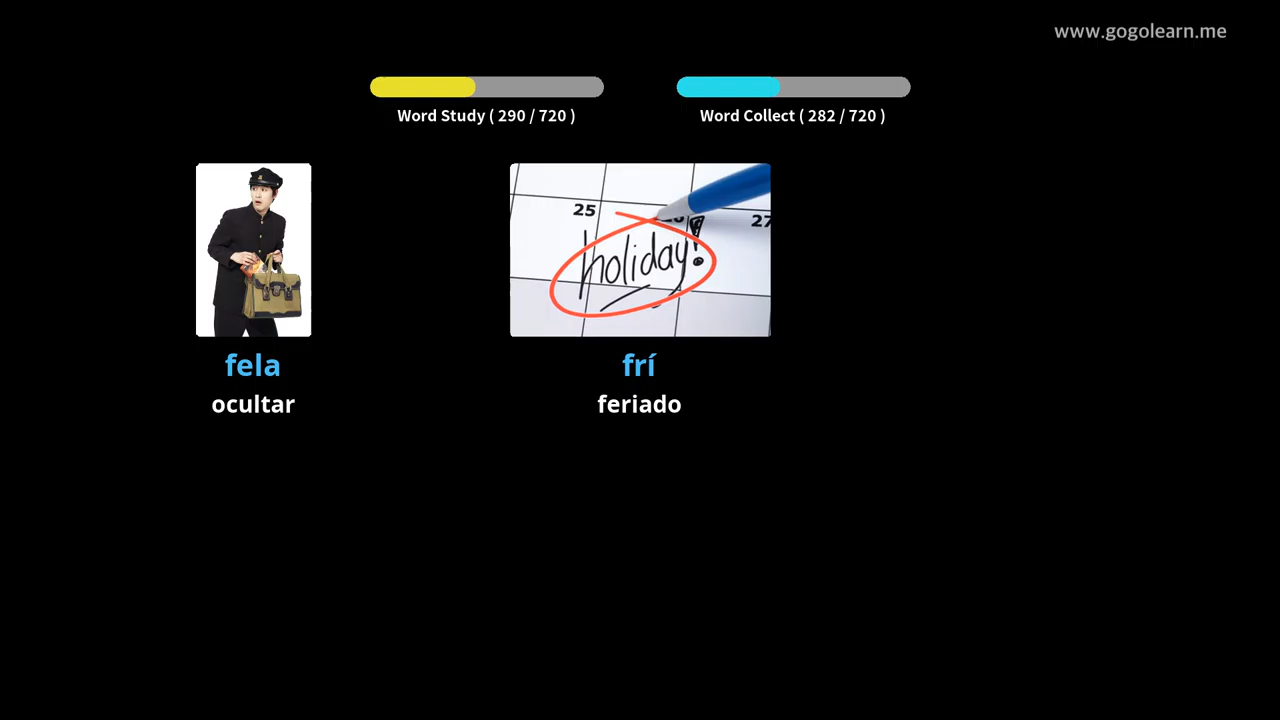 www.gogolearn.me
Word Study ( 290 / 720 )
Word Collect ( 282 / 720 )
25
27
holiday!
fela
frí
ocultar
feriado